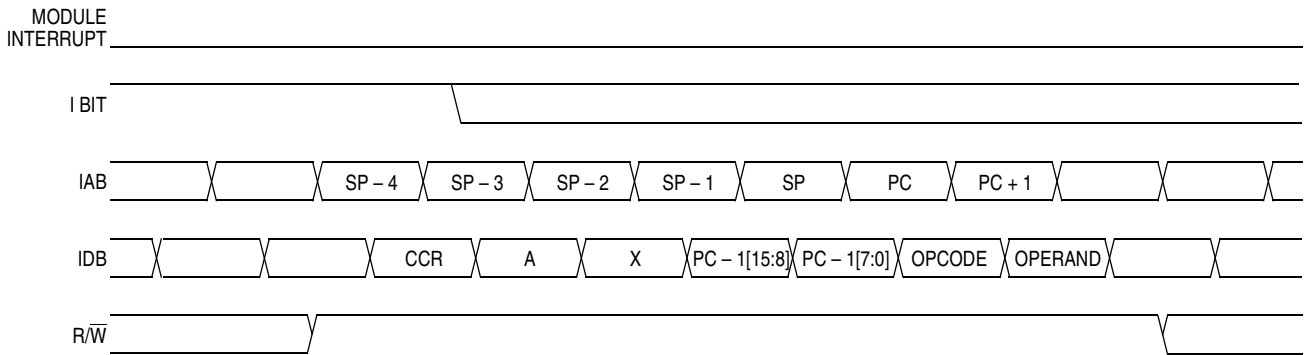 MODULE
INTERRUPT
I BIT
IAB SP – 4 SP – 3 SP – 2 SP – 1 SP PC PC + 1
IDB CCR A X PC – 1[15:8] PC – 1[7:0] OPCODE OPERAND
R/W̅